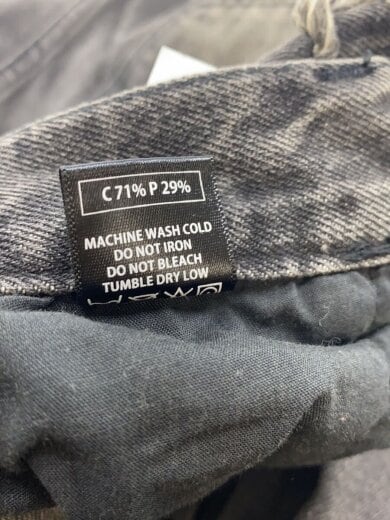 C 71% P 29%
MACHINE WASH COLD
DO NOT IRON
DO NOT BLEACH
TUMBLE DRY LOW